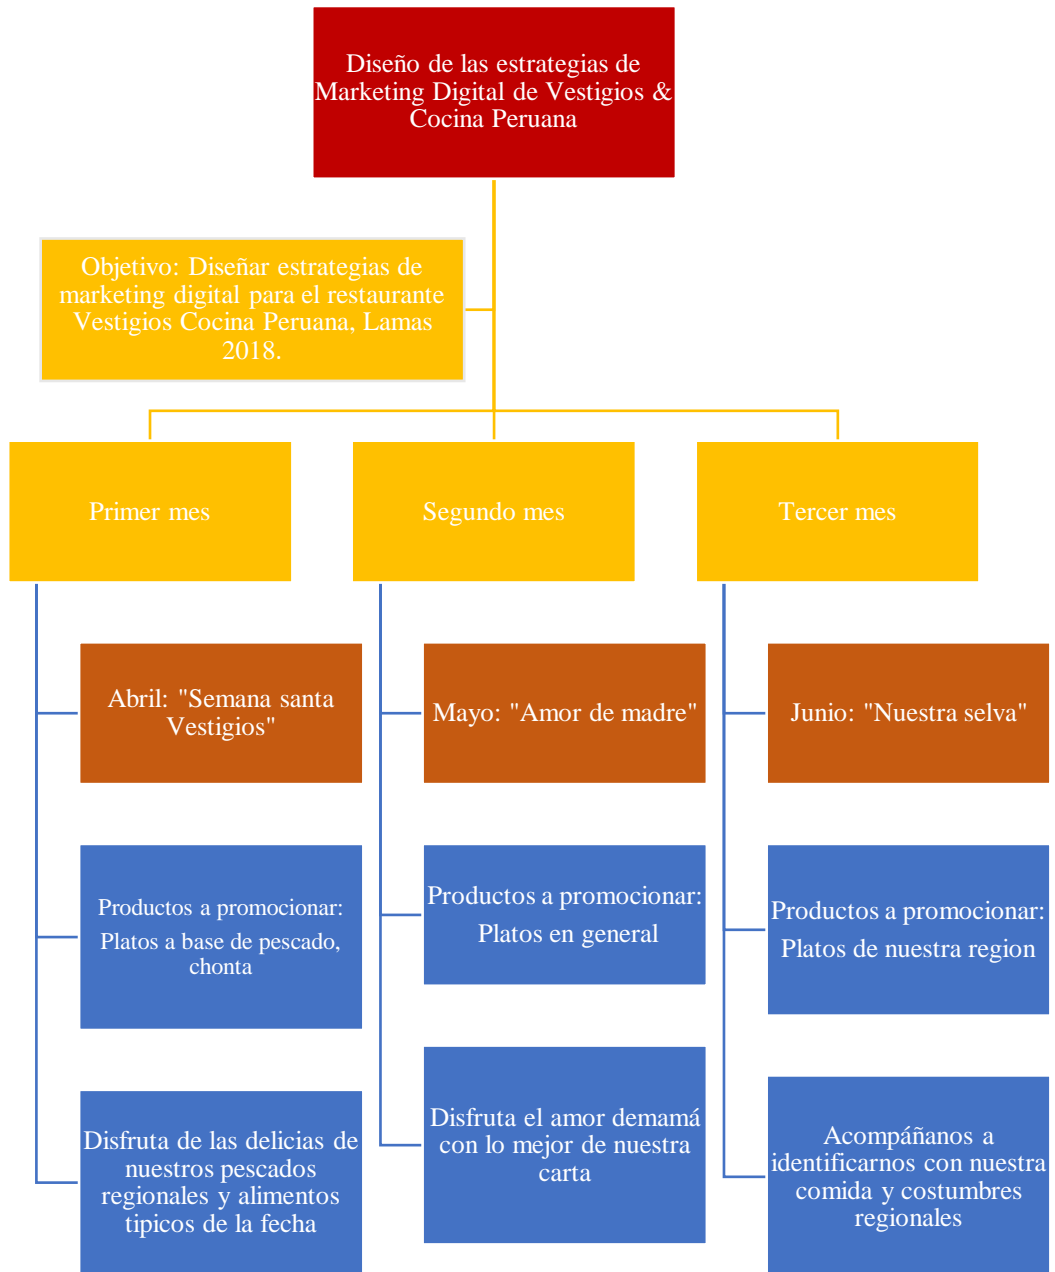 Diseño de las estrategias de
Marketing Digital de Vestigios &
Cocina Peruana
Objetivo: Diseñar estrategias de
marketing digital para el restaurante
Vestigios Cocina Peruana, Lamas
2018.
Primer mes
Segundo mes
Tercer mes
Abril: "Semana santa
Vestigios"
Mayo: "Amor de madre"
Junio: "Nuestra selva"
Productos a promocionar:
Platos a base de pescado,
chonta
Productos a promocionar:
Platos en general
Productos a promocionar:
Platos de nuestra region
Disfruta de las delicias de
nuestros pescados
regionales y alimentos
tipicos de la fecha
Disfruta el amor demamá
con lo mejor de nuestra
carta
Acompáñanos a
identificarnos con nuestra
comida y costumbres
regionales